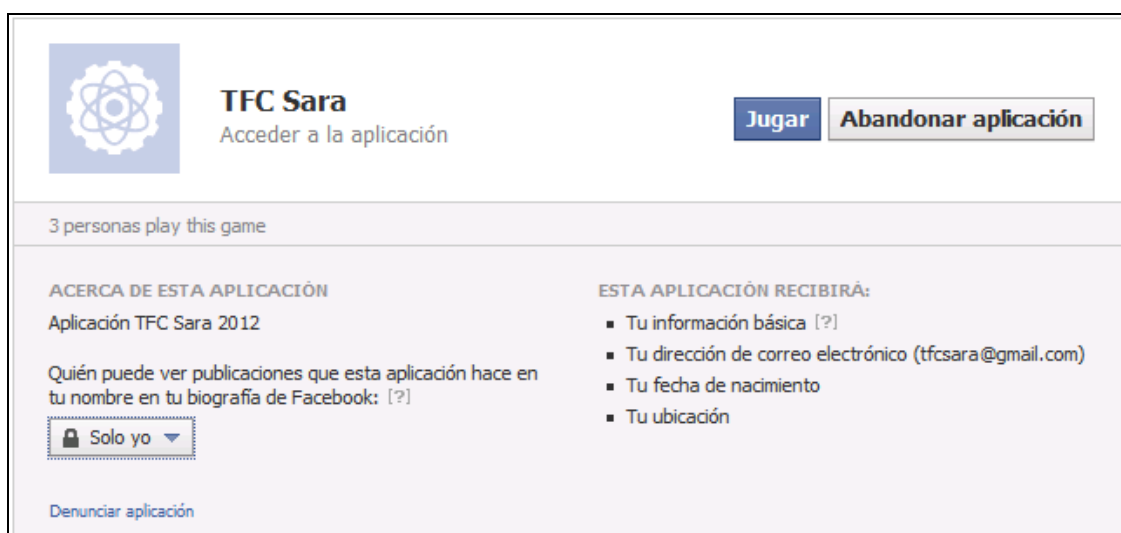 TFC Sara
Acceder a la aplicación
Jugar
Abandonar aplicación
3 personas play this game
ACERCA DE ESTA APLICACIÓN
Aplicación TFC Sara 2012
Quién puede ver publicaciones que esta aplicación hace en
tu nombre en tu biografía de Facebook: [?]
Solo yo
Denunciar aplicación
ESTA APLICACIÓN RECIBIRÁ:
Tu información básica [?]
Tu dirección de correo electrónico (tfcsara@gmail.com)
Tu fecha de nacimiento
Tu ubicación